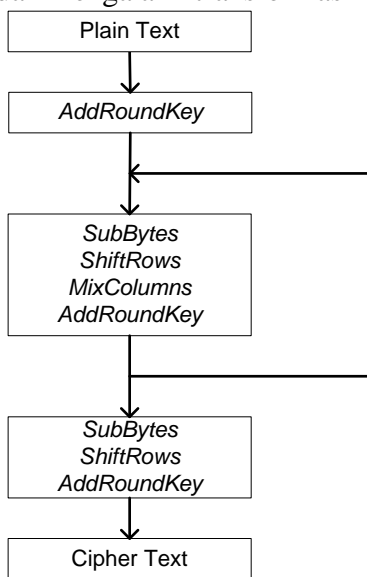 Plain Text
AddRoundKey
SubBytes
ShiftRows
MixColumns
AddRoundKey
SubBytes
ShiftRows
AddRoundKey
Cipher Text